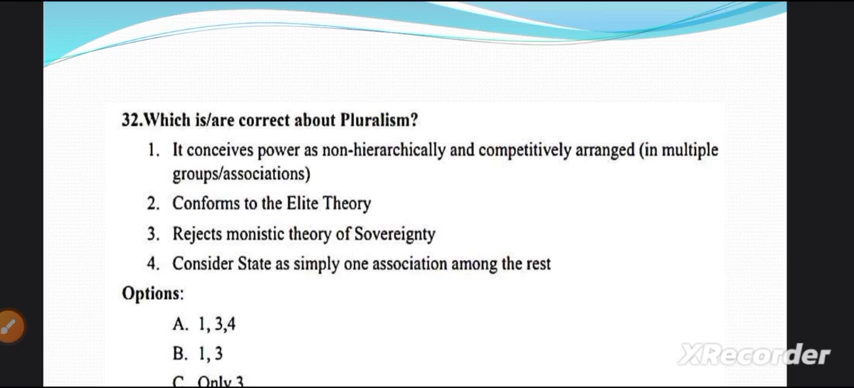 32.Which is/are correct about Pluralism?
1. It conceives power as non-hierarchically and competitively arranged (in multiple
groups/associations)
2. Conforms to the Elite Theory
3. Rejects monistic theory of Sovereignty
4. Consider State as simply one association among the rest
Options:
A. 1, 3,4
B. 1, 3
C. Only 3
XRecorder